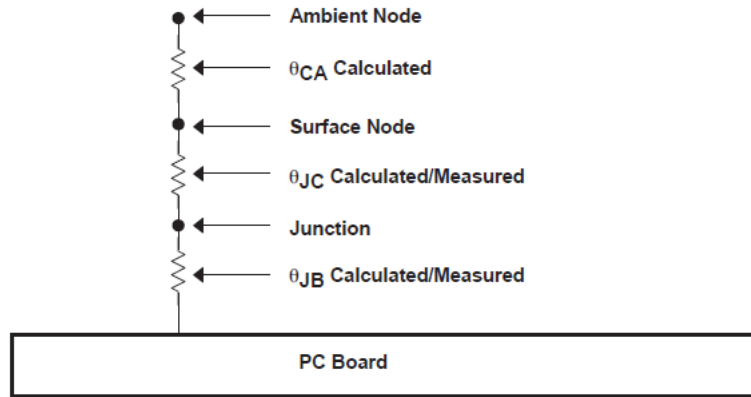 Ambient Node
θCA Calculated
Surface Node
θJC Calculated/Measured
Junction
θJB Calculated/Measured
PC Board